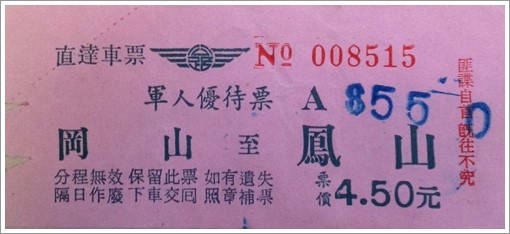 直達車票 № 008515
軍人優待票 A 855 0
岡山至鳳山
分程無效 保留此票 如有遺失 票價 4.50元
隔日作廢 下車交回 照章補票
匪諜自首既往不究